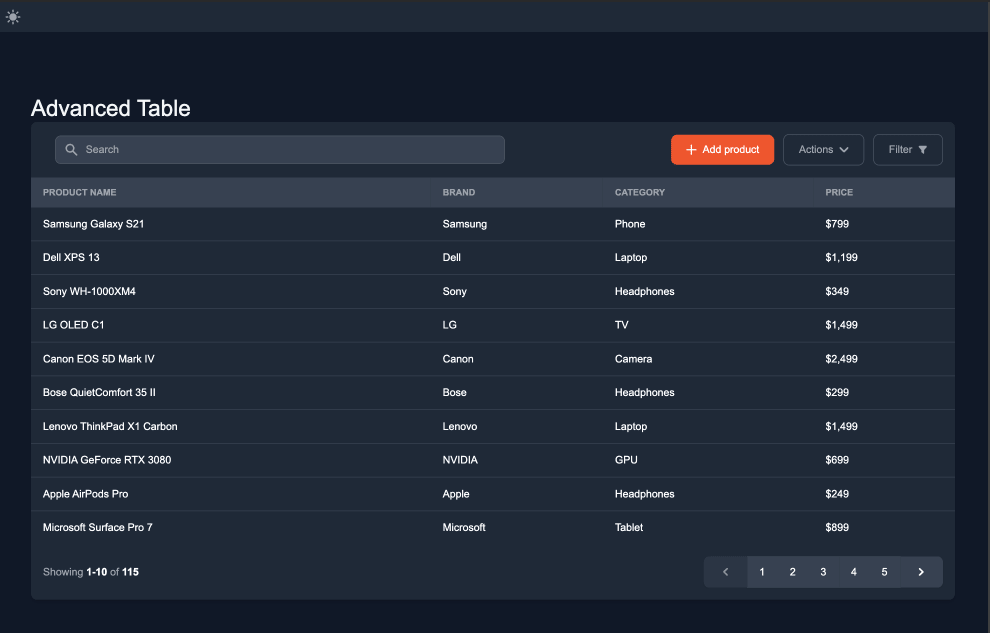 Advanced Table
Search + Add product Actions Filter
PRODUCT NAME BRAND CATEGORY PRICE
Samsung Galaxy S21 Samsung Phone $799
Dell XPS 13 Dell Laptop $1,199
Sony WH-1000XM4 Sony Headphones $349
LG OLED C1 LG TV $1,499
Canon EOS 5D Mark IV Canon Camera $2,499
Bose QuietComfort 35 II Bose Headphones $299
Lenovo ThinkPad X1 Carbon Lenovo Laptop $1,499
NVIDIA GeForce RTX 3080 NVIDIA GPU $699
Apple AirPods Pro Apple Headphones $249
Microsoft Surface Pro 7 Microsoft Tablet $899
Showing 1-10 of 115 1 2 3 4 5